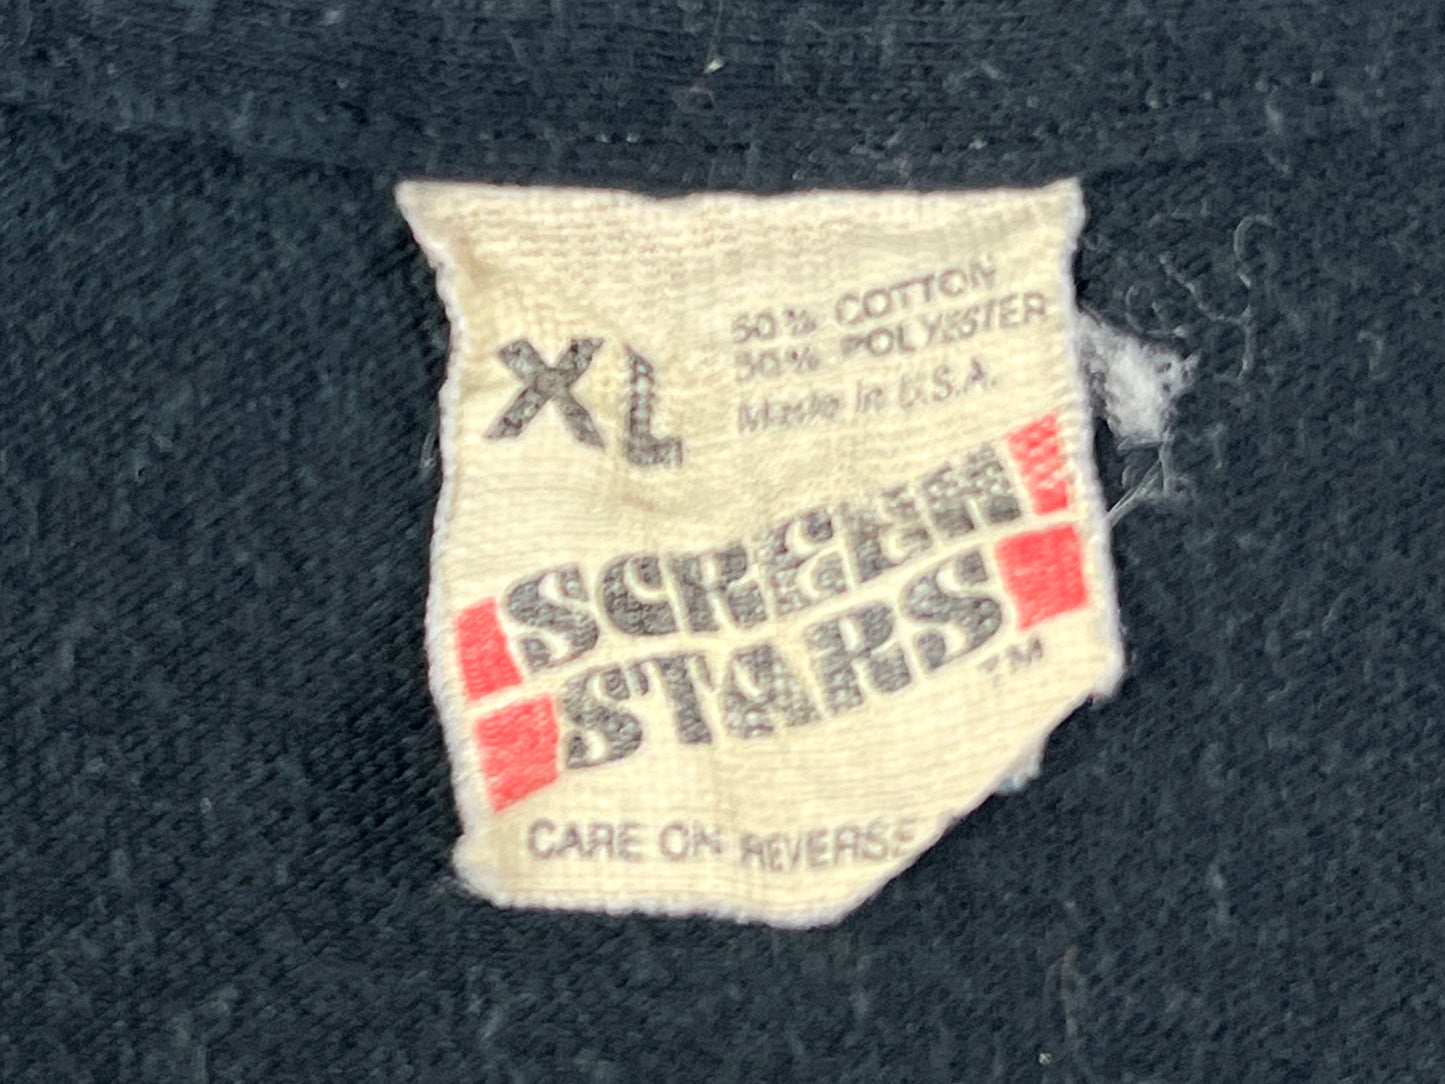 XL
50% COTTON
50% POLYESTER
Made in U.S.A.
SCREEN
STARS
TM
CARE ON REVERSE